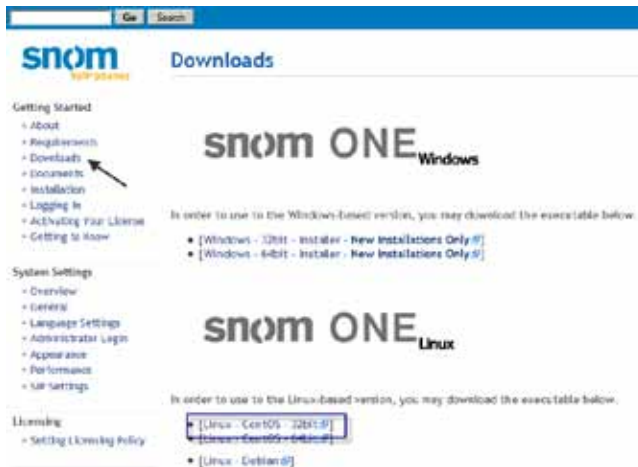 Go Search
snom
Downloads
Getting Started
About
Requirements
Downloads
Documents
Installation
Logging In
Activating Your License
Getting to Know
System Settings
Overview
General
Language Settings
Administrator Login
Appearance
Performance
SIP Settings
Licensing
Setting Licensing Policy
snom ONE Windows
In order to use to the Windows-based version, you may download the executable below.
[Windows - 32bit - Installer - New Installations Only]
[Windows - 64bit - Installer - New Installations Only]
snom ONE Linux
In order to use to the Linux-based version, you may download the executable below.
[Linux - CentOS - 32bit]
[Linux - CentOS - 64bit]
[Linux - Debian]